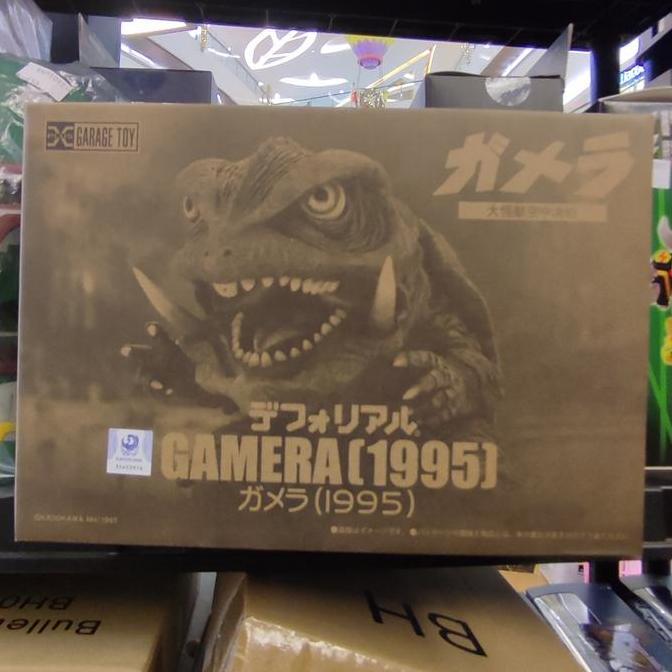 GARAGE TOY
ガメラ
大怪獣空中決戦
デフォリアル
GAMERA(1995)
ガメラ(1995)
BH